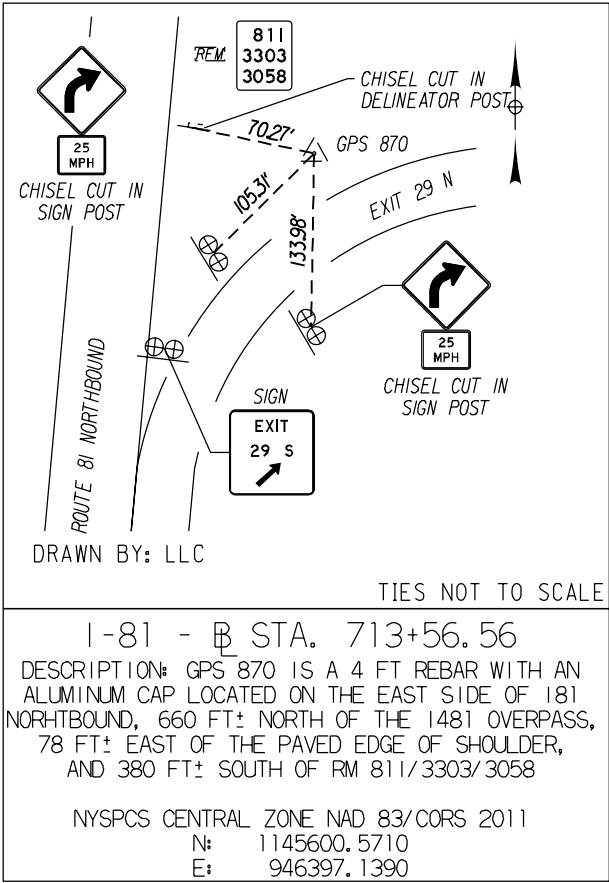 811
3303
3058
RFM
CHISEL CUT IN
DELINEATOR POST
25
MPH
CHISEL CUT IN
SIGN POST
70.27'
GPS 870
105.31'
133.98'
EXIT 29 N
25
MPH
CHISEL CUT IN
SIGN POST
SIGN
EXIT
29 S
ROUTE 81 NORTHBOUND
DRAWN BY: LLC
TIES NOT TO SCALE
I-81 - BL STA. 713+56.56
DESCRIPTION: GPS 870 IS A 4 FT REBAR WITH AN
ALUMINUM CAP LOCATED ON THE EAST SIDE OF I81
NORHTBOUND, 660 FT± NORTH OF THE I481 OVERPASS,
78 FT± EAST OF THE PAVED EDGE OF SHOULDER,
AND 380 FT± SOUTH OF RM 811/3303/3058
NYSPCS CENTRAL ZONE NAD 83/CORS 2011
N: 1145600.5710
E: 946397.1390